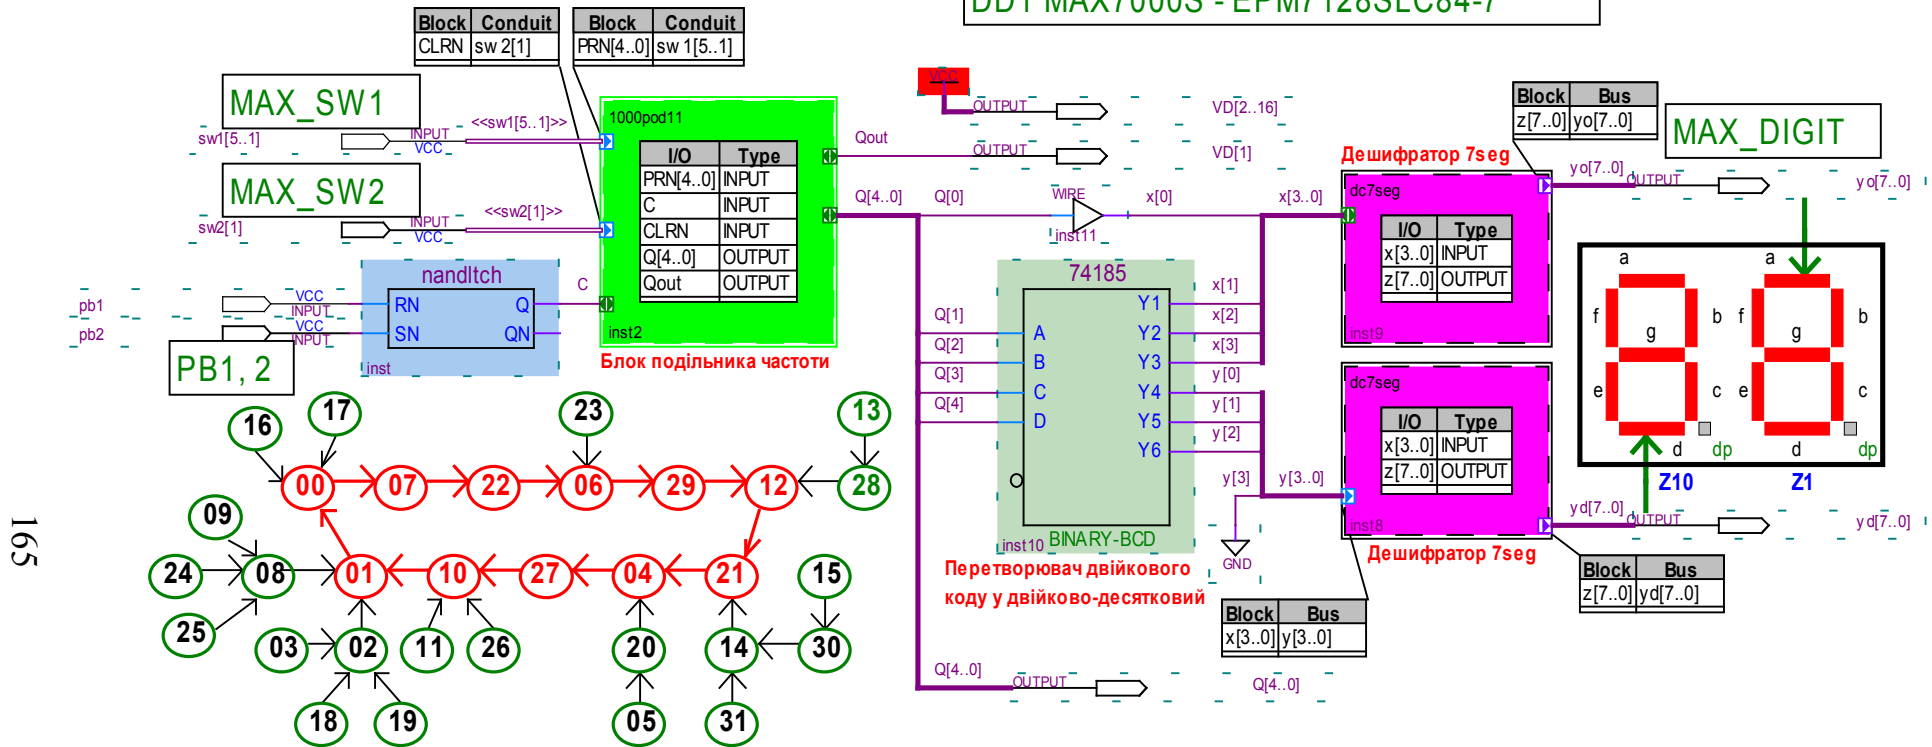 DD1 MAX7000S - EPM7128SLC84-7
Block Conduit
CLRN sw2[1]
Block Conduit
PRN[4..0] sw1[5..1]
MAX_SW1
sw1[5..1]
INPUT
VCC
<<sw1[5..1]>>
MAX_SW2
sw2[1]
INPUT
VCC
<<sw2[1]>>
1000pod11
I/O Type
PRN[4..0] INPUT
C INPUT
CLRN INPUT
Q[4..0] OUTPUT
Qout OUTPUT
inst2
Блок подільника частоти
nandltch
pb1
VCC
INPUT
pb2
VCC
INPUT
RN Q
SN QN
inst
C
PB1, 2
VCC
OUTPUT
VD[2..16]
Qout
OUTPUT
VD[1]
Q[4..0]
Q[0]
WIRE
inst11
x[0]
x[3..0]
74185
Q[1]
Q[2]
Q[3]
Q[4]
A
B
C
D
Y1
Y2
Y3
Y4
Y5
Y6
x[1]
x[2]
x[3]
y[0]
y[1]
y[2]
y[3]
y[3..0]
GND
inst10
BINARY-BCD
Перетворювач двійкового
коду у двійково-десятковий
Q[4..0]
OUTPUT
Q[4..0]
Дешифратор 7seg
dc7seg
I/O Type
x[3..0] INPUT
z[7..0] OUTPUT
inst9
Block Bus
z[7..0] yo[7..0]
yo[7..0]
OUTPUT
yo[7..0]
MAX_DIGIT
dc7seg
I/O Type
x[3..0] INPUT
z[7..0] OUTPUT
inst8
Дешифратор 7seg
Block Bus
x[3..0] y[3..0]
Block Bus
z[7..0] yd[7..0]
yd[7..0]
OUTPUT
yd[7..0]
a
f
b
g
e
c
d
dp
a
f
b
g
e
c
d
dp
Z10
Z1
16
17
23
13
00
07
22
06
29
12
28
09
24
08
01
10
27
04
21
15
25
03
02
11
26
20
14
30
18
19
05
31
165